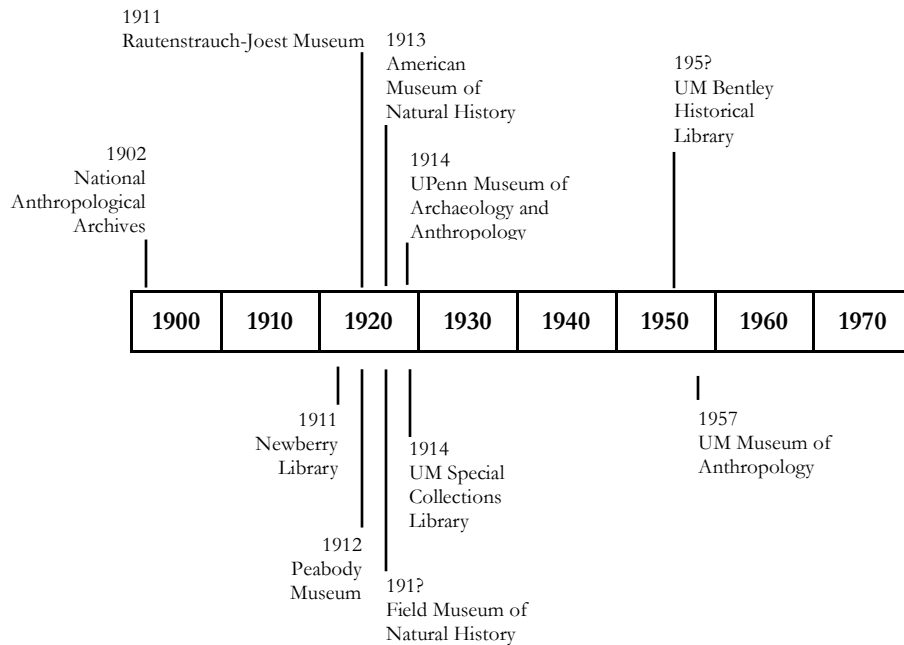 1911
Rautenstrauch-Joest Museum
1913
American
Museum of
Natural History
195?
UM Bentley
Historical
Library
1902
National
Anthropological
Archives
1914
UPenn Museum of
Archaeology and
Anthropology
1900 1910 1920 1930 1940 1950 1960 1970
1911
Newberry
Library
1914
UM Special
Collections
Library
1957
UM Museum of
Anthropology
1912
Peabody
Museum
191?
Field Museum of
Natural History